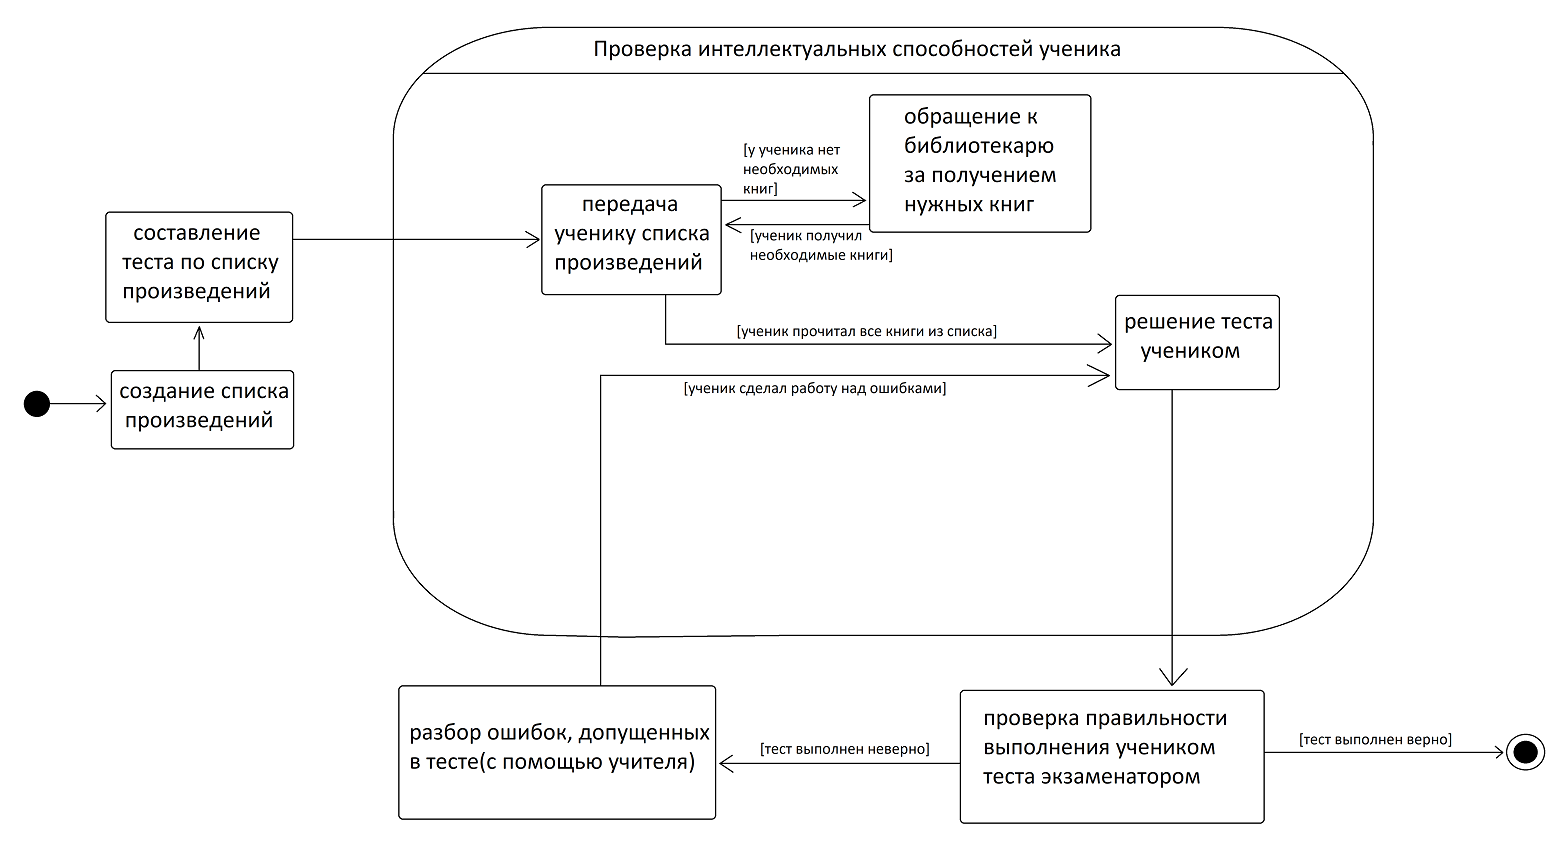 Проверка интеллектуальных способностей ученика
обращение к
библиотекарю
за получением
нужных книг
[у ученика нет
необходимых
книг]
передача
ученику списка
произведений
[ученик получил
необходимые книги]
составление
теста по списку
произведений
[ученик прочитал все книги из списка]
решение теста
учеником
создание списка
произведений
[ученик сделал работу над ошибками]
разбор ошибок, допущенных
в тесте(с помощью учителя)
[тест выполнен неверно]
проверка правильности
выполнения учеником
теста экзаменатором
[тест выполнен верно]